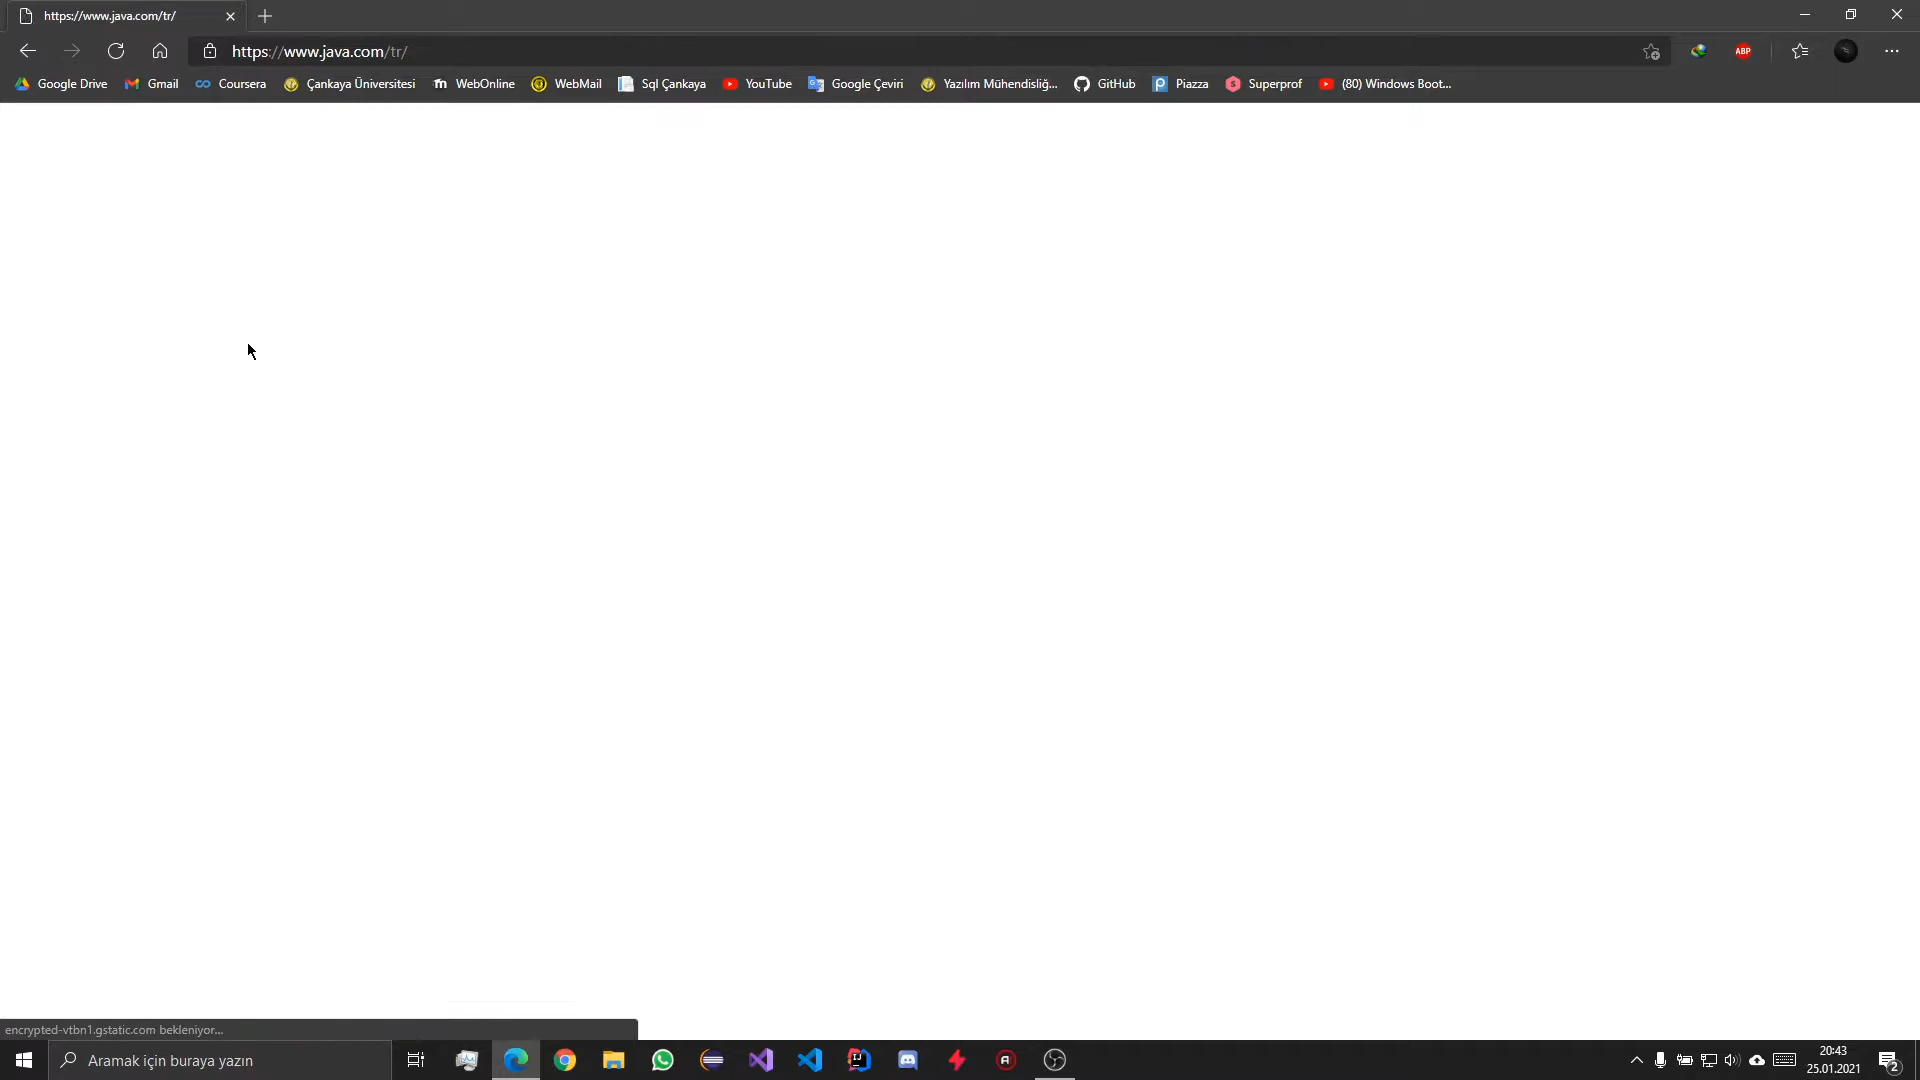 https://www.java.com/tr/
https://www.java.com/tr/
ABP
Google Drive Gmail Coursera Çankaya Üniversitesi WebOnline WebMail Sql Çankaya YouTube Google Çeviri Yazılım Mühendisliğ... GitHub Piazza Superprof (80) Windows Boot...
encrypted-vtbn1.gstatic.com bekleniyor...
Aramak için buraya yazın
20:43
25.01.2021
2